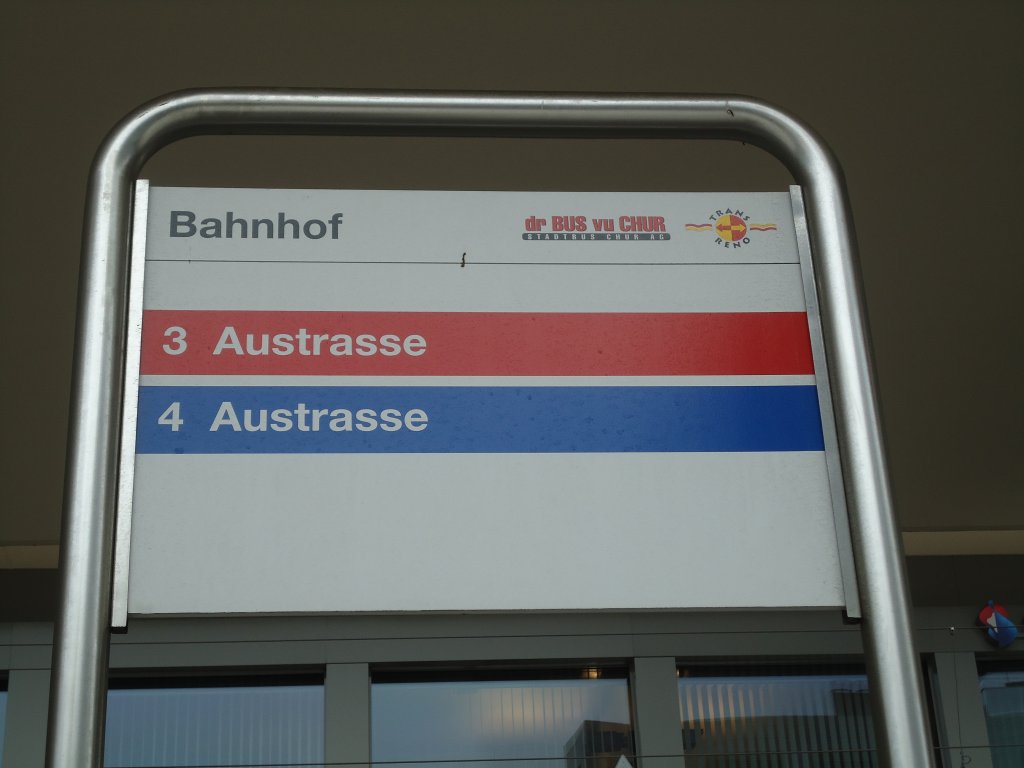 Bahnhof
dr BUS vu CHUR
STADTBUS CHUR AG
TRANS
RENO
3 Austrasse
4 Austrasse